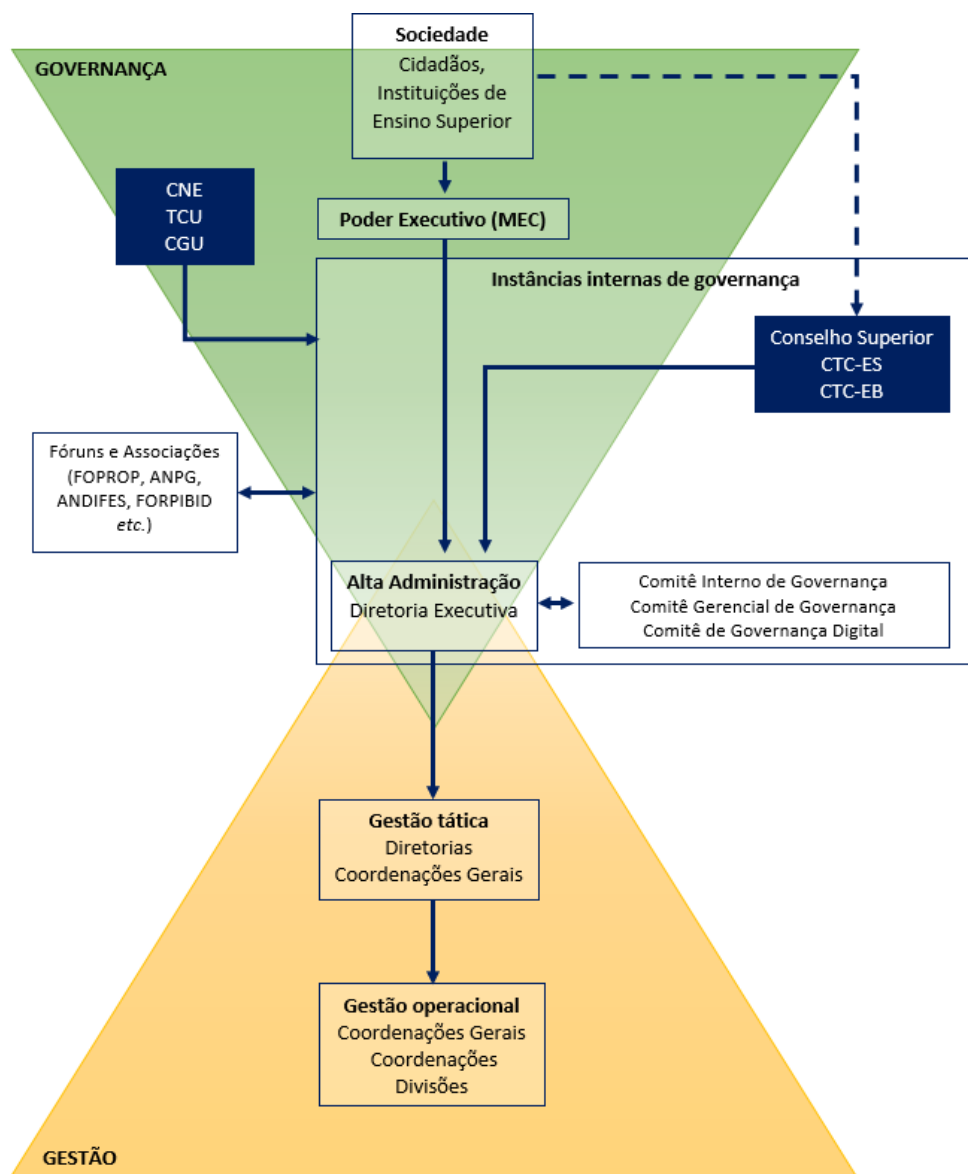 Sociedade
Cidadãos,
Instituições de
Ensino Superior
GOVERNANÇA
CNE
TCU
CGU
Poder Executivo (MEC)
Instâncias internas de governança
Conselho Superior
CTC-ES
CTC-EB
Fóruns e Associações
(FOPROP, ANPG,
ANDIFES, FORPIBID
etc.)
Alta Administração
Diretoria Executiva
Comitê Interno de Governança
Comitê Gerencial de Governança
Comitê de Governança Digital
Gestão tática
Diretorias
Coordenações Gerais
Gestão operacional
Coordenações Gerais
Coordenações
Divisões
GESTÃO